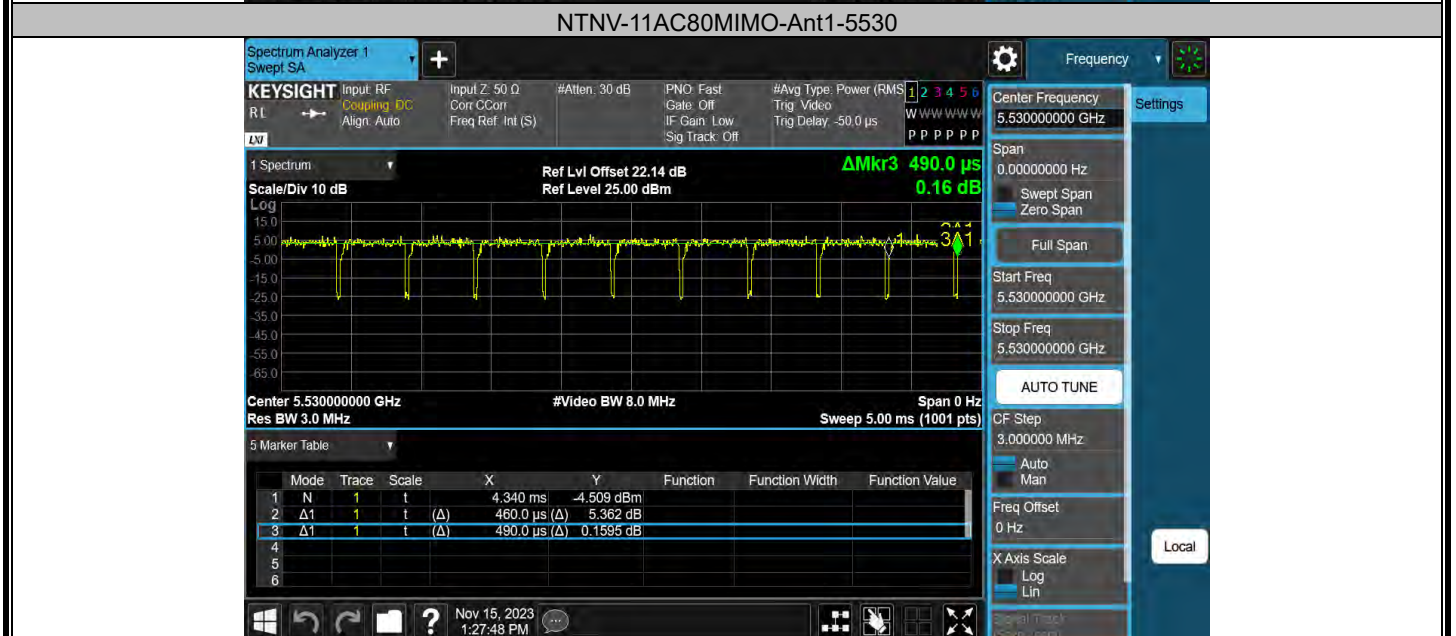 NTNV-11AC80MIMO-Ant1-5530
Spectrum Analyzer 1
Swept SA
+
Frequency
KEYSIGHT
RL
LXI
Input: RF
Coupling: DC
Align: Auto
Input Z: 50 Ω
Corr CCorr
Freq Ref: Int (S)
#Atten: 30 dB
PNO: Fast
Gate: Off
IF Gain: Low
Sig Track: Off
#Avg Type: Power (RMS
Trig: Video
Trig Delay: -50.0 µs
1 2 3 4 5 6
W W W W W W
P P P P P P
Center Frequency
5.530000000 GHz
Settings
Span
0.00000000 Hz
Swept Span
Zero Span
Full Span
Start Freq
5.530000000 GHz
Stop Freq
5.530000000 GHz
AUTO TUNE
CF Step
3.000000 MHz
Auto
Man
Freq Offset
0 Hz
X Axis Scale
Log
Lin
Local
1 Spectrum
Scale/Div 10 dB
Ref Lvl Offset 22.14 dB
Ref Level 25.00 dBm
ΔMkr3 490.0 µs
0.16 dB
Log
15.0
5.00
-5.00
-15.0
-25.0
-35.0
-45.0
-55.0
-65.0
1
3Δ1
Center 5.530000000 GHz
#Video BW 8.0 MHz
Span 0 Hz
Res BW 3.0 MHz
Sweep 5.00 ms (1001 pts)
5 Marker Table
Mode Trace Scale X Y Function Function Width Function Value
1 N 1 t 4.340 ms -4.509 dBm
2 Δ1 1 t (Δ) 460.0 µs (Δ) 5.362 dB
3 Δ1 1 t (Δ) 490.0 µs (Δ) 0.1595 dB
4
5
6
?
Nov 15, 2023
1:27:48 PM